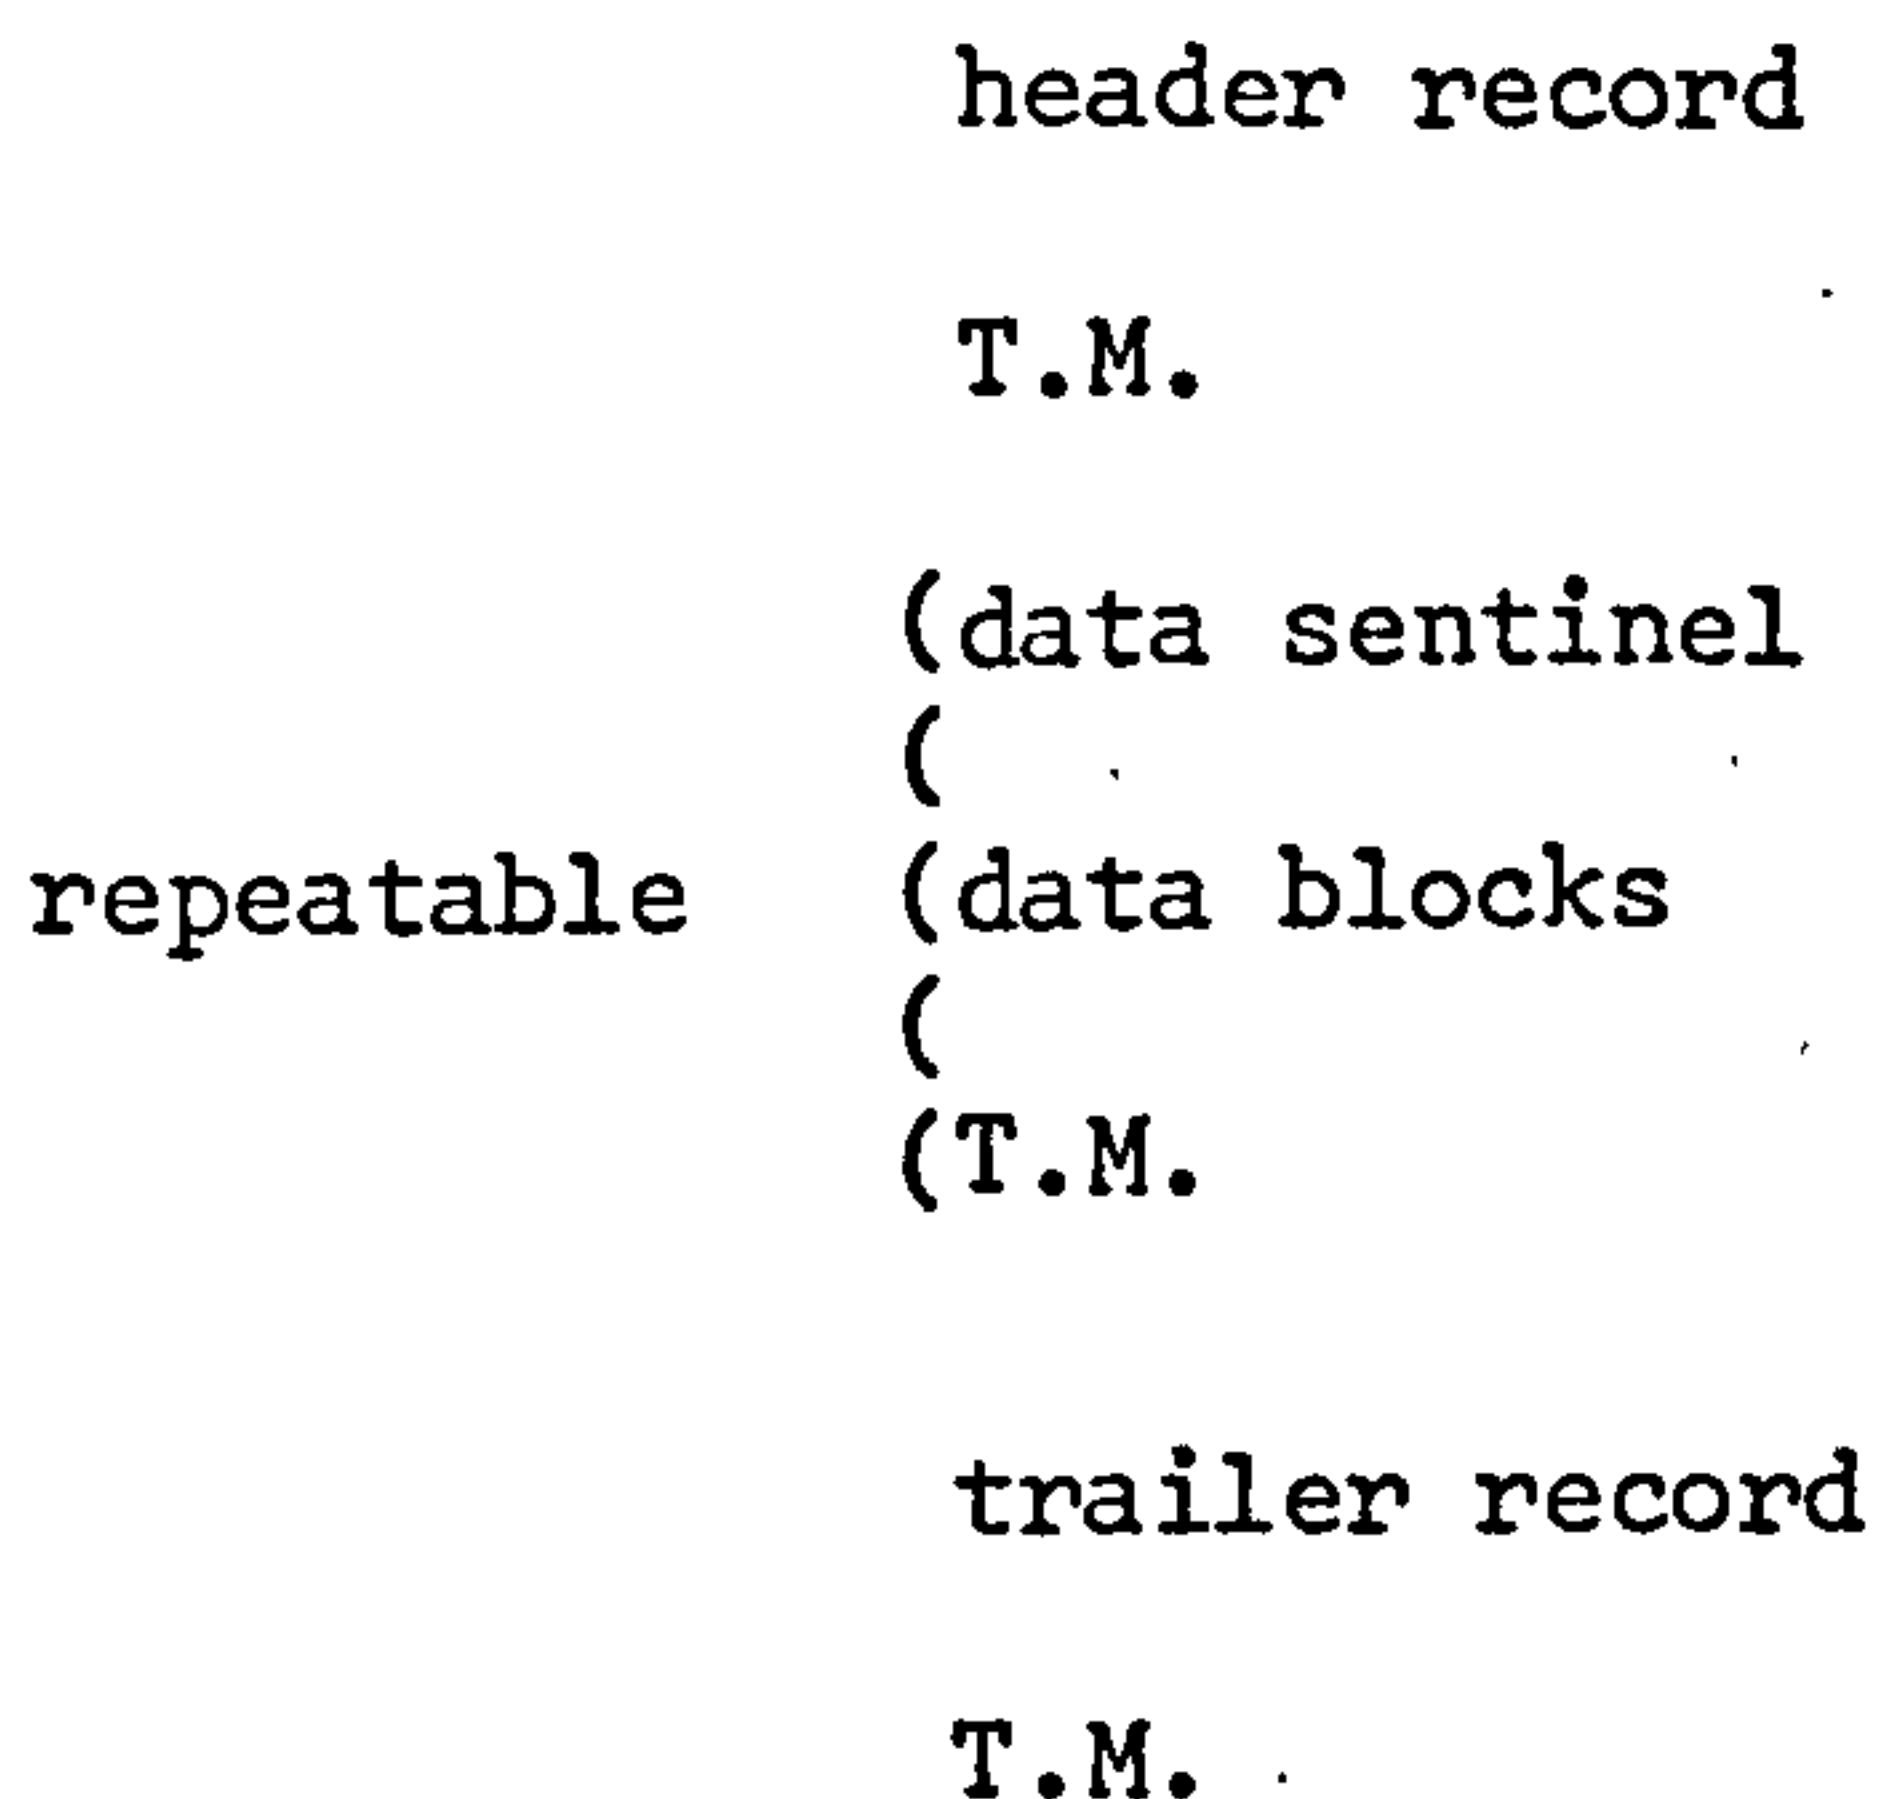 header record
T.M.
(data sentinel
(
repeatable (data blocks
(
(T.M.
trailer record
T.M.